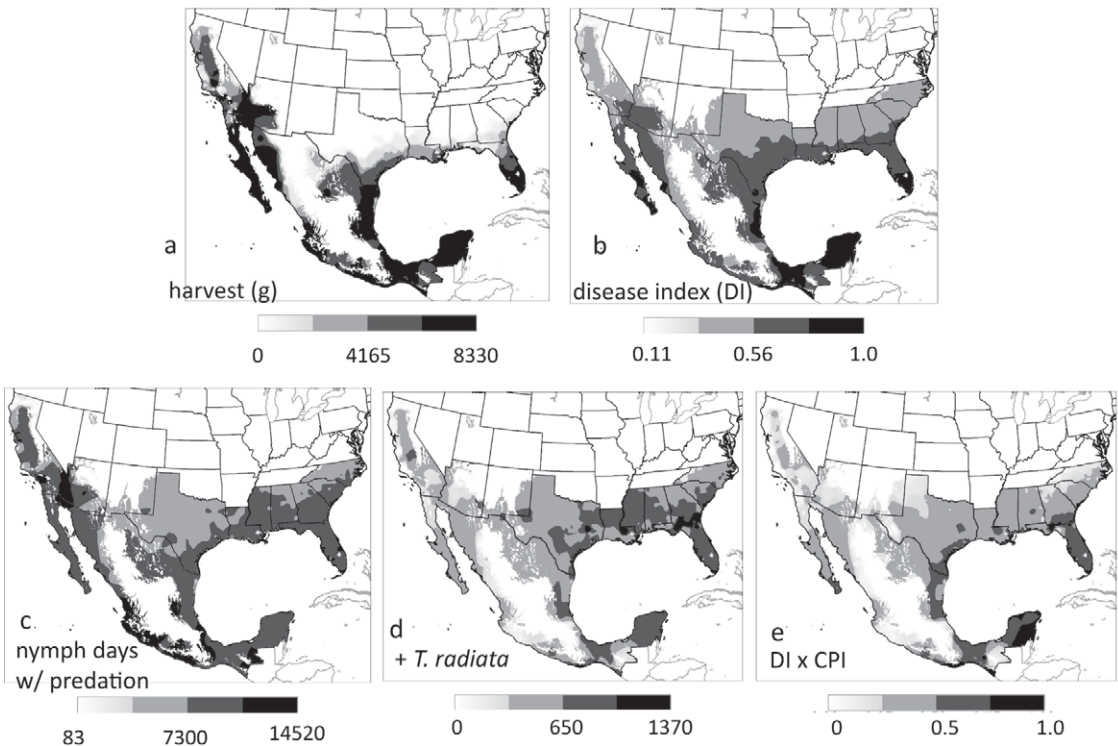 a
harvest (g)
0 4165 8330
b
disease index (DI)
0.11 0.56 1.0
c
nymph days
w/ predation
83 7300 14520
d
+ T. radiata
0 650 1370
e
DI x CPI
0 0.5 1.0